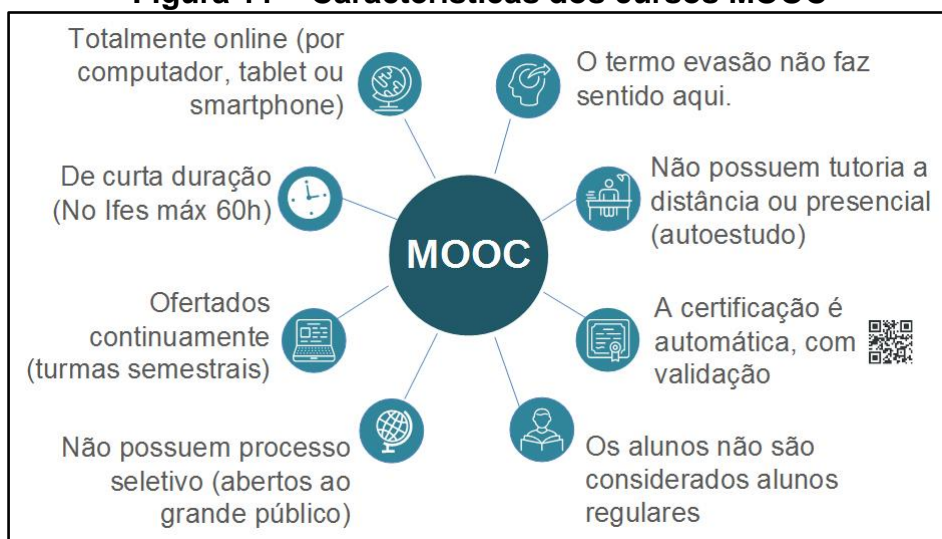 Totalmente online (por
computador, tablet ou
smartphone)
De curta duração
(No Ifes máx 60h)
Ofertados
continuamente
(turmas semestrais)
Não possuem processo
seletivo (abertos ao
grande público)
MOOC
O termo evasão não faz
sentido aqui.
Não possuem tutoria a
distância ou presencial
(autoestudo)
A certificação é
automática, com
validação
Os alunos não são
considerados alunos
regulares